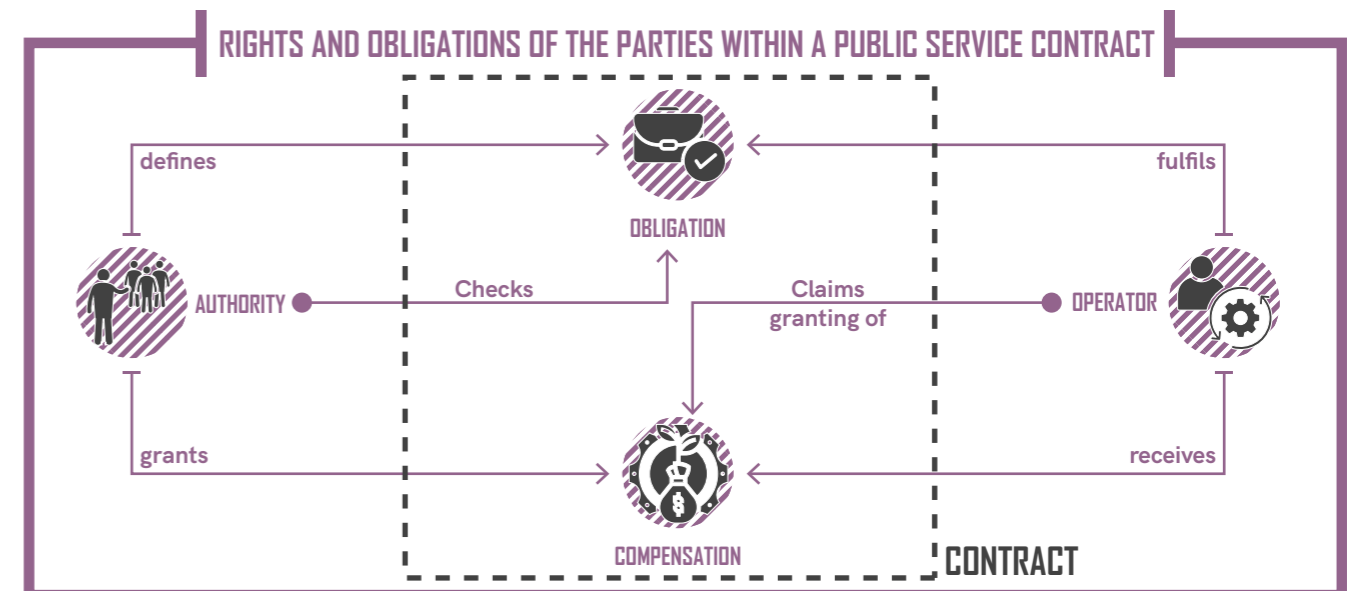 RIGHTS AND OBLIGATIONS OF THE PARTIES WITHIN A PUBLIC SERVICE CONTRACT
defines
fulfils
OBLIGATION
AUTHORITY
Checks
Claims
granting of
OPERATOR
grants
receives
COMPENSATION
CONTRACT